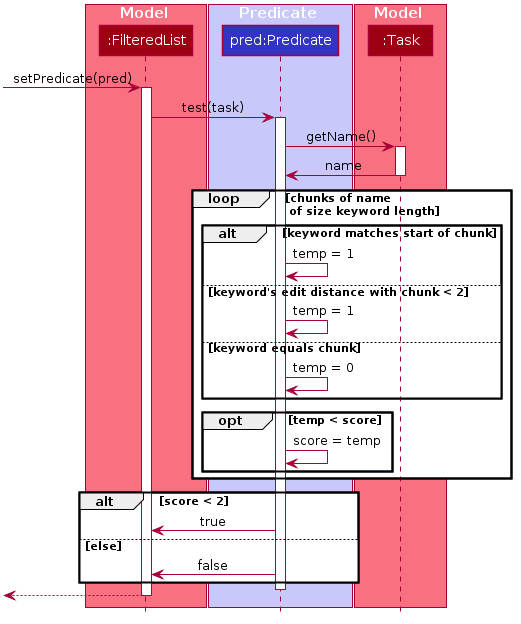 Model Predicate Model
:FilteredList pred:Predicate :Task
setPredicate(pred)
test(task)
getName()
name
loop [chunks of name
of size keyword length]
alt [keyword matches start of chunk]
temp = 1
[keyword's edit distance with chunk < 2]
temp = 1
[keyword equals chunk]
temp = 0
opt [temp < score]
score = temp
alt [score < 2]
true
[else]
false